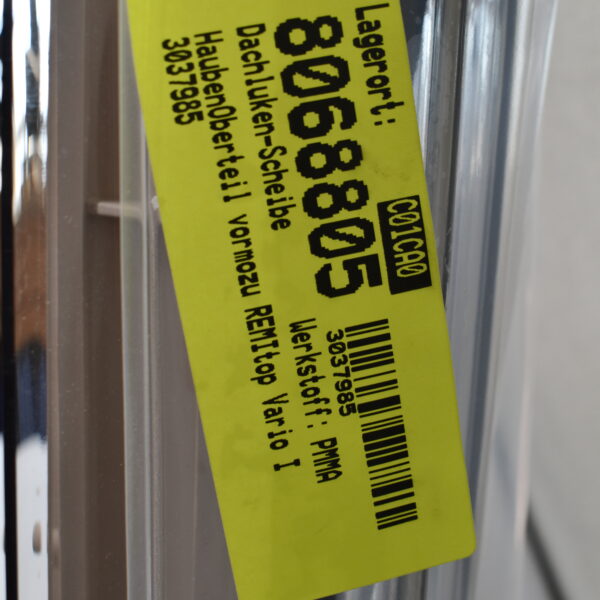 Lagerort:
C01CA0
8068805
3037985
Dachluken-Scheibe
Werkstoff: PMMA
HaubenOberteil vormozu REMItop Vario I
3037985